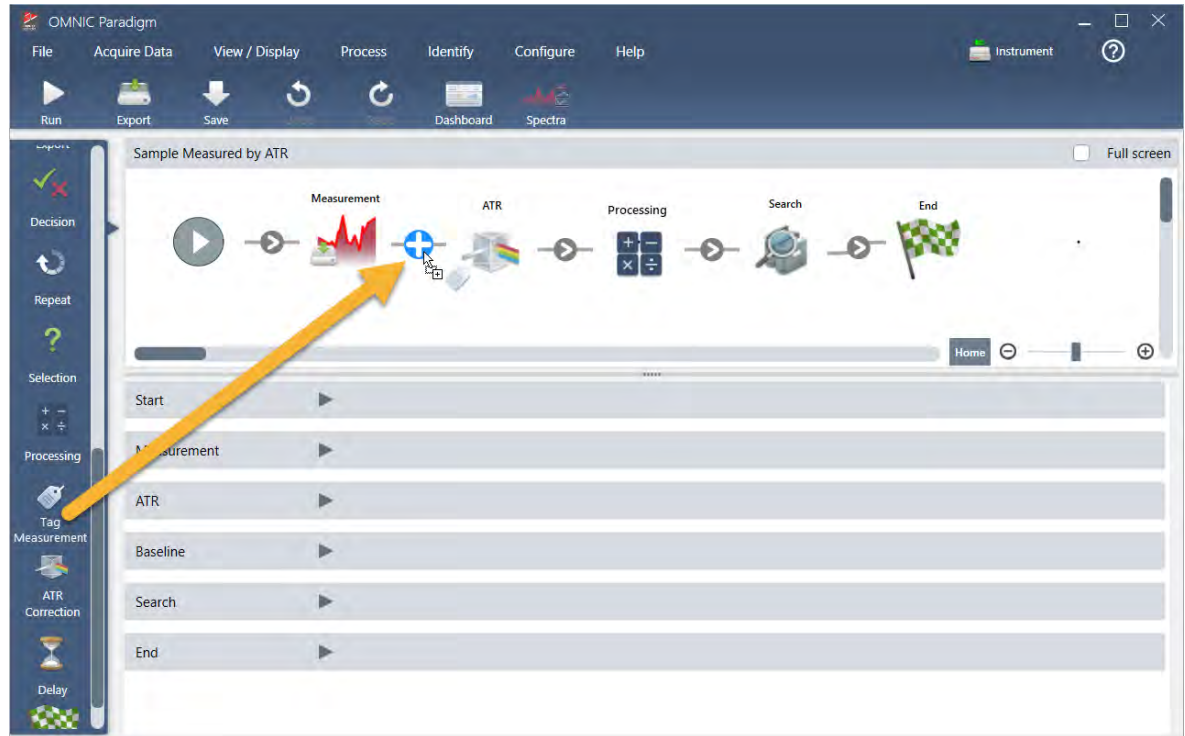 OMNIC Paradigm
File Acquire Data View / Display Process Identify Configure Help Instrument
Run Export Save Dashboard Spectra
Export
Decision
Repeat
Selection
Processing
Tag
Measurement
ATR
Correction
Delay
Sample Measured by ATR Full screen
Measurement ATR Processing Search End
Home
Start
Measurement
ATR
Baseline
Search
End